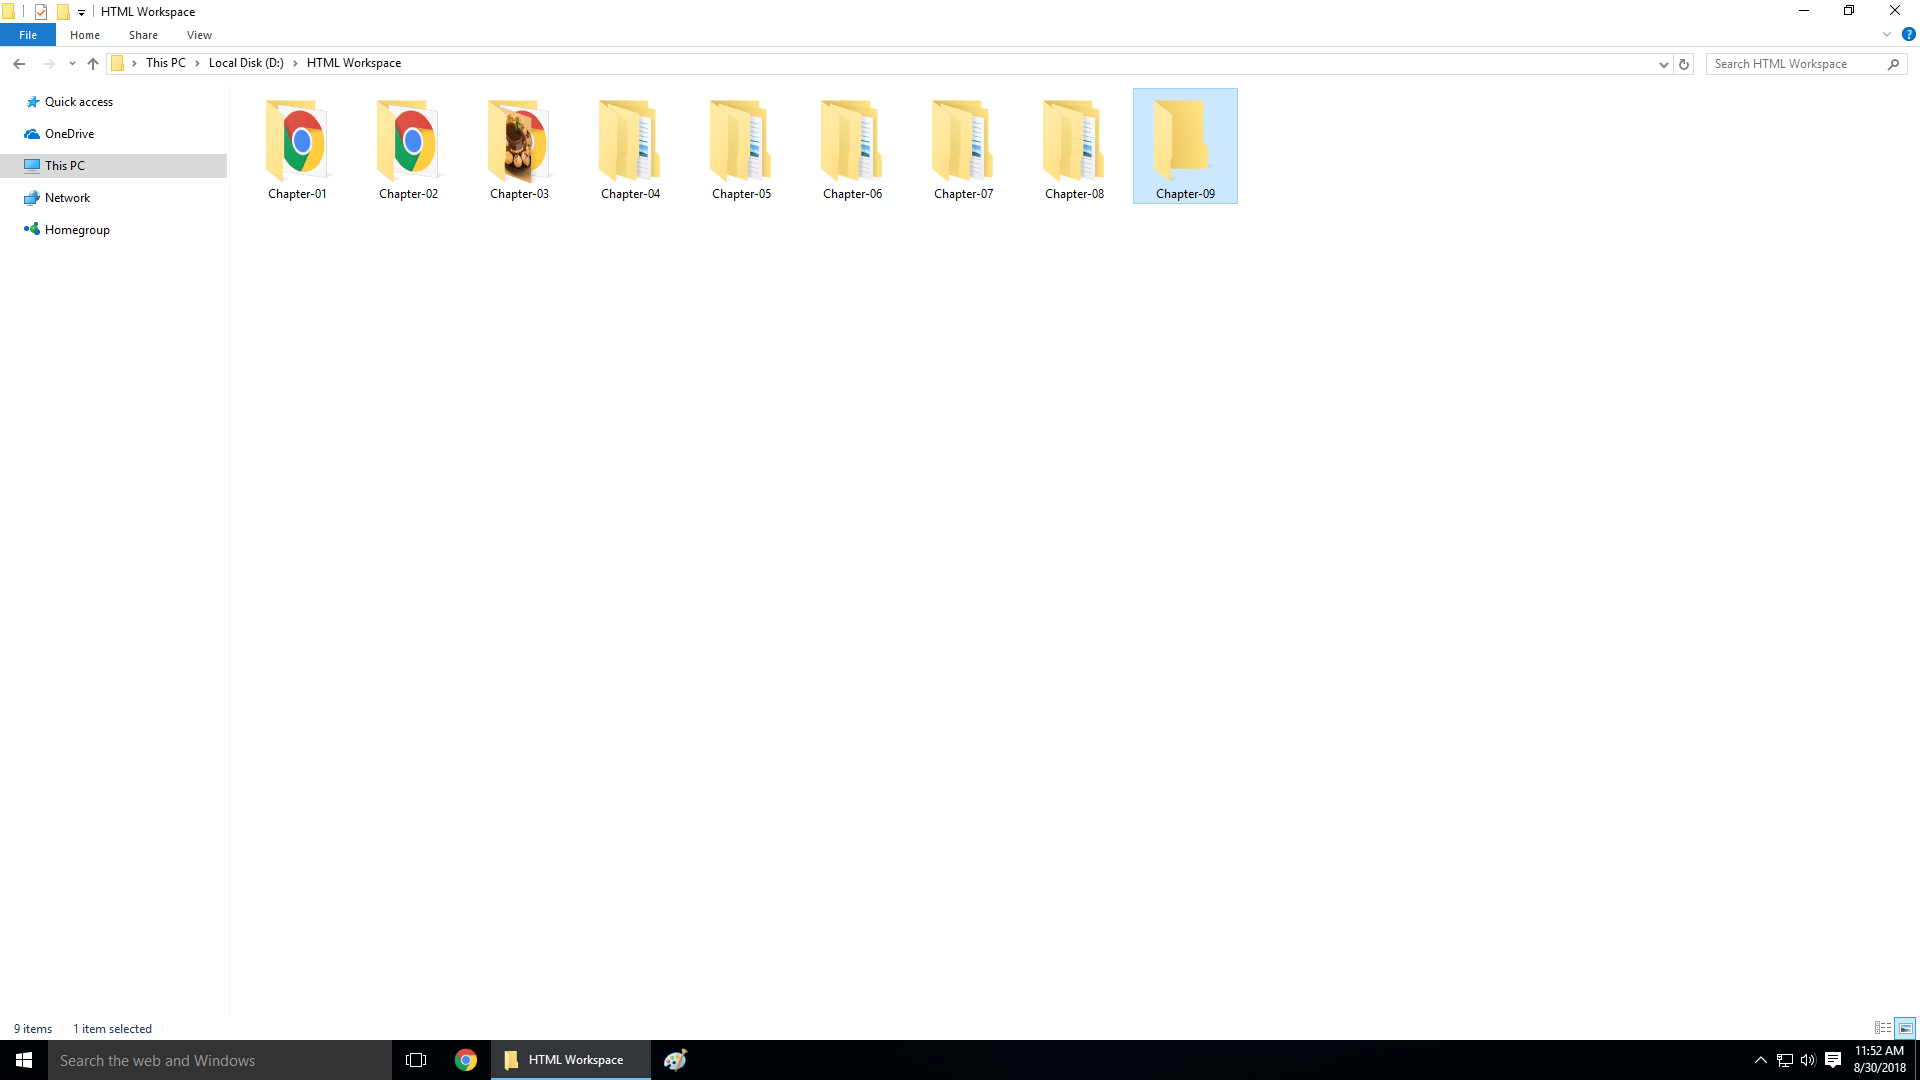 HTML Workspace
File Home Share View
This PC Local Disk (D:) HTML Workspace
Search HTML Workspace
Quick access
OneDrive
This PC
Network
Homegroup
Chapter-01 Chapter-02 Chapter-03 Chapter-04 Chapter-05 Chapter-06 Chapter-07 Chapter-08 Chapter-09
9 items 1 item selected
Search the web and Windows
HTML Workspace
11:52 AM
8/30/2018